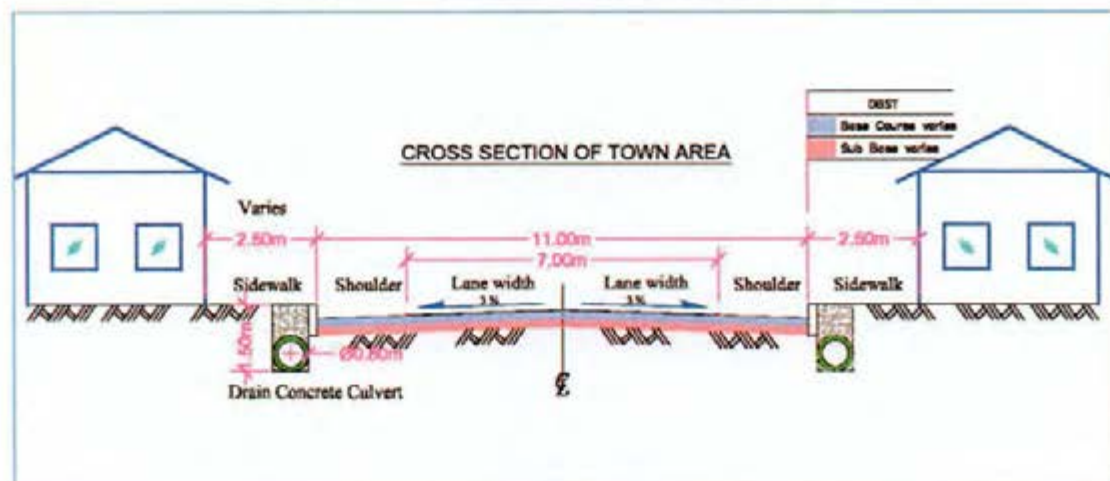 DBST
Base Course varies
Sub Base varies
CROSS SECTION OF TOWN AREA
Varies
2.50m 11.00m 2.50m
7.00m
Sidewalk Shoulder Lane width Lane width Shoulder Sidewalk
3% 3%
1.50m
Ø0.80m
Drain Concrete Culvert
℄